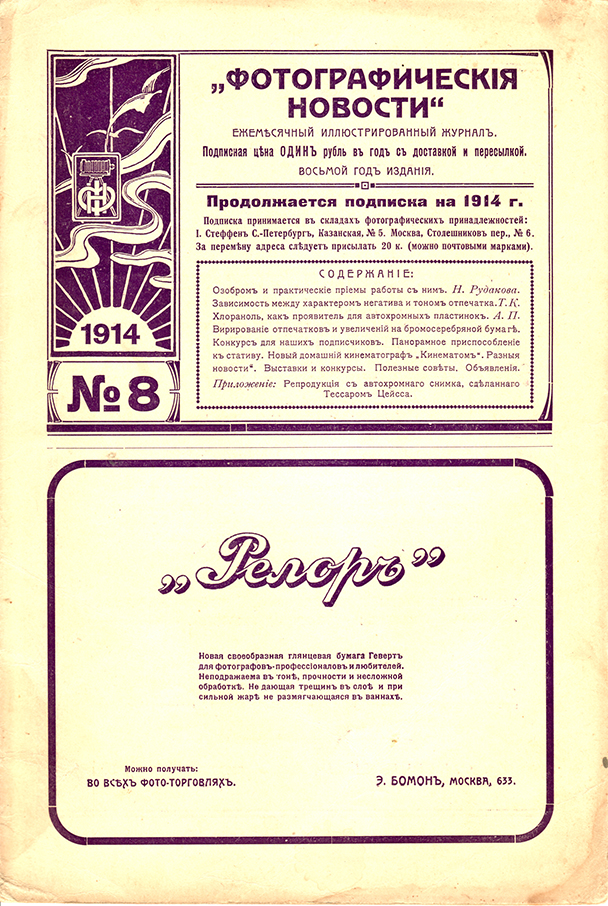 „ФОТОГРАФИЧЕСКІЯ
НОВОСТИ“
ЕЖЕМѢСЯЧНЫЙ ИЛЛЮСТРИРОВАННЫЙ ЖУРНАЛЪ.
Подписная цѣна ОДИНЪ рубль въ годъ съ доставкой и пересылкой.
ВОСЬМОЙ ГОДЪ ИЗДАНІЯ.
Продолжается подписка на 1914 г.
Подписка принимается въ складахъ фотографическихъ принадлежностей:
І. Стеффенъ С.-Петербургъ, Казанская, № 5. Москва, Столешниковъ пер., № 6.
За перемѣну адреса слѣдуетъ присылать 20 к. (можно почтовыми марками).
СОДЕРЖАНІЕ:
Озобромъ и практическіе пріемы работы съ нимъ. Н. Рудакова.
Зависимость между характеромъ негатива и тономъ отпечатка. Т. К.
Хлоранолъ, какъ проявитель для автохромныхъ пластинокъ. А. П.
Вирированіе отпечатковъ и увеличеній на бромосеребряной бумагѣ.
Конкурсъ для нашихъ подписчиковъ. Панорамное приспособленіе
къ стативу. Новый домашній кинематографъ „Кинематомъ“. Разныя
новости“. Выставки и конкурсы. Полезные совѣты. Объявленія.
Приложеніе: Репродукція съ автохромнаго снимка, сдѣланнаго
Тессаромъ Цейсса.
1914
№ 8
„Релоръ”
Новая своеобразная глянцевая бумага Гевертъ
для фотографовъ-профессіоналовъ и любителей.
Неподражаема въ тонѣ, прочности и несложной
обработкѣ. Не дающая трещинъ въ слоѣ и при
сильной жарѣ не размягчающаяся въ ваннахъ.
Можно получать:
ВО ВСѢХЪ ФОТО-ТОРГОВЛЯХЪ.
Э. БОМОНЪ, МОСКВА, 633.